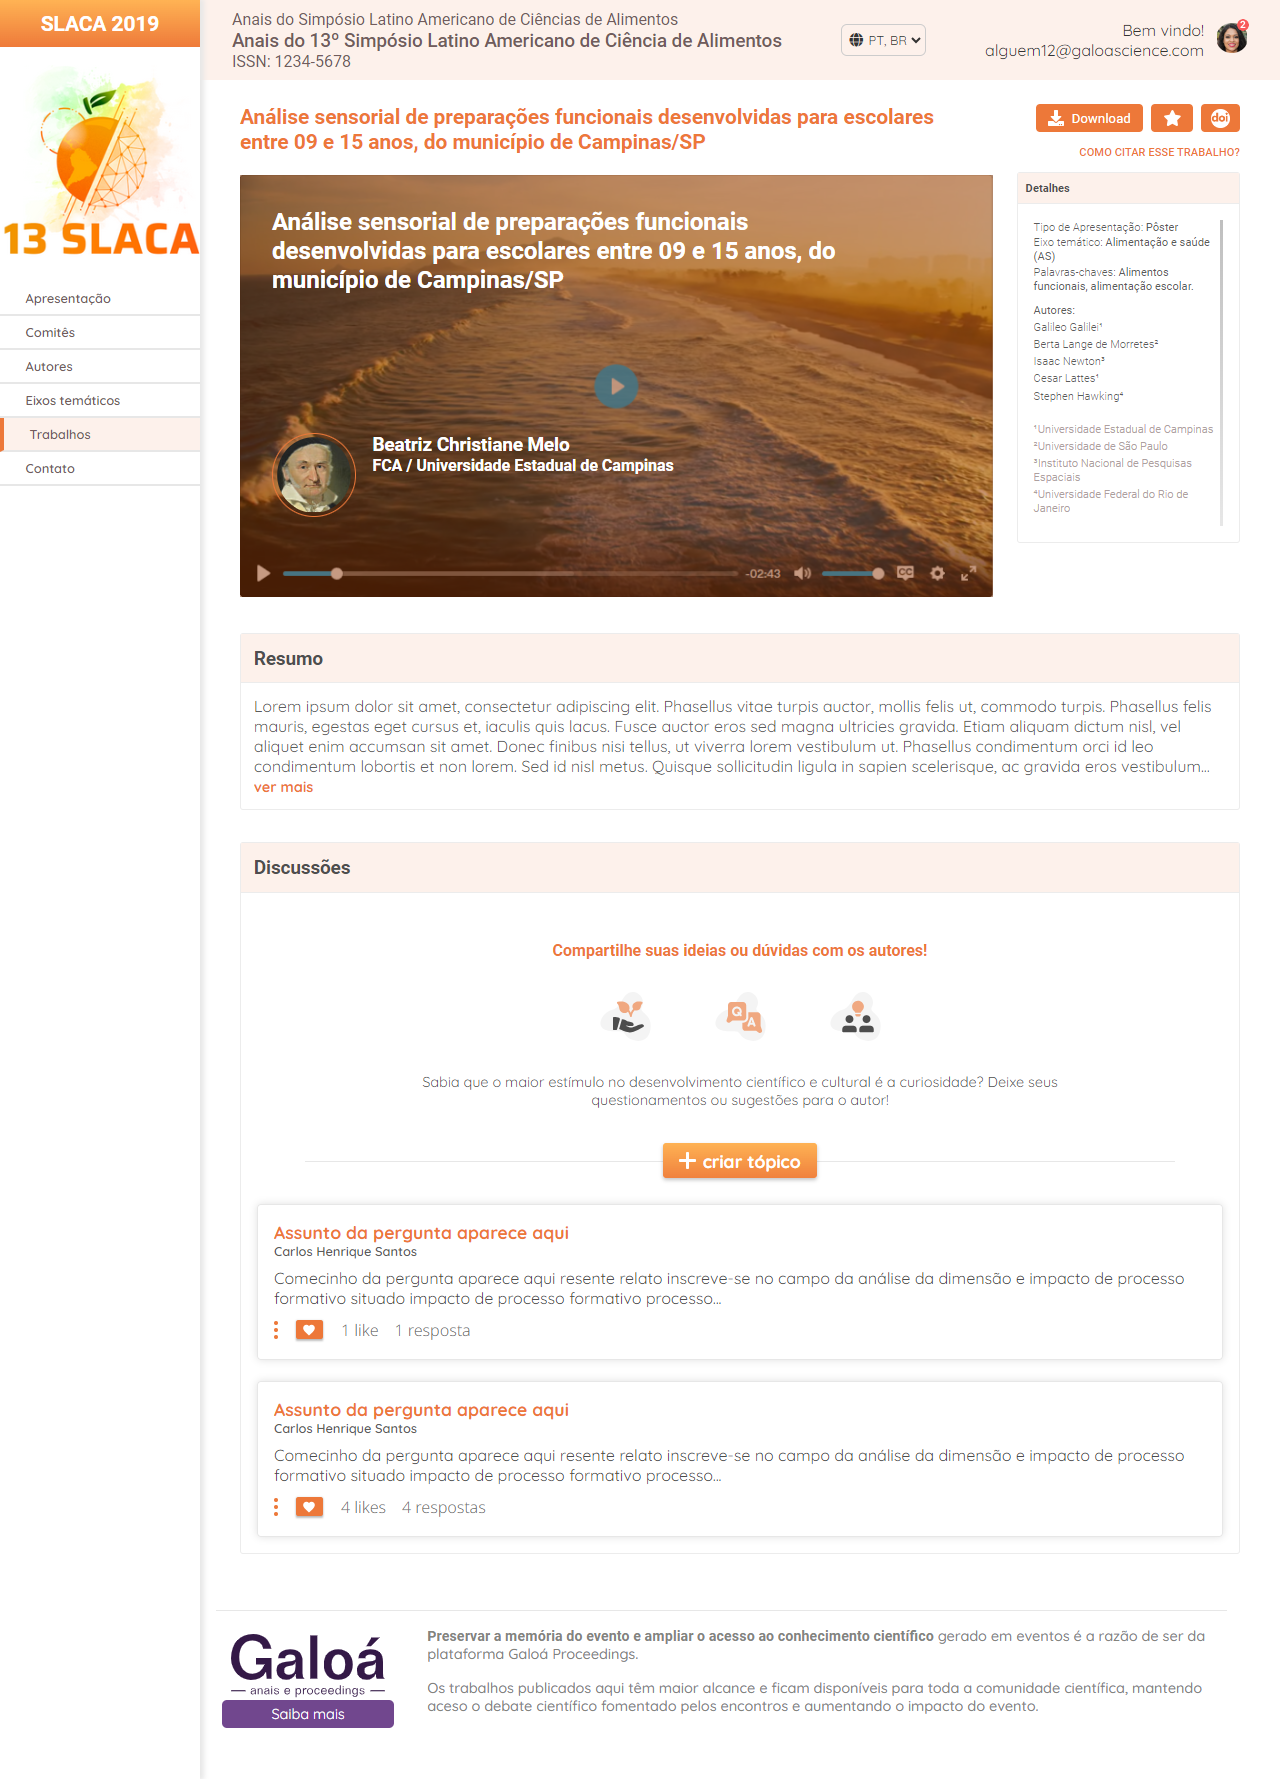 SLACA 2019
Anais do Simpósio Latino Americano de Ciências de Alimentos
Anais do 13º Simpósio Latino Americano de Ciência de Alimentos
ISSN: 1234-5678
PT, BR
Bem vindo!
alguem12@galoascience.com
2
13 SLACA
Apresentação
Comitês
Autores
Eixos temáticos
Trabalhos
Contato
Análise sensorial de preparações funcionais desenvolvidas para escolares
entre 09 e 15 anos, do município de Campinas/SP
Download
doi
COMO CITAR ESSE TRABALHO?
Análise sensorial de preparações funcionais
desenvolvidas para escolares entre 09 e 15 anos, do
município de Campinas/SP
Beatriz Christiane Melo
FCA / Universidade Estadual de Campinas
-02:43
CC
Detalhes
Tipo de Apresentação: Pôster
Eixo temático: Alimentação e saúde
(AS)
Palavras-chaves: Alimentos
funcionais, alimentação escolar.
Autores:
Galileo Galilei¹
Berta Lange de Morretes²
Isaac Newton³
Cesar Lattes¹
Stephen Hawking⁴
¹Universidade Estadual de Campinas
²Universidade de São Paulo
³Instituto Nacional de Pesquisas
Espaciais
⁴Universidade Federal do Rio de
Janeiro
Resumo
Lorem ipsum dolor sit amet, consectetur adipiscing elit. Phasellus vitae turpis auctor, mollis felis ut, commodo turpis. Phasellus felis
mauris, egestas eget cursus et, iaculis quis lacus. Fusce auctor eros sed magna ultricies gravida. Etiam aliquam dictum nisl, vel
aliquet enim accumsan sit amet. Donec finibus nisi tellus, ut viverra lorem vestibulum ut. Phasellus condimentum orci id leo
condimentum lobortis et non lorem. Sed id nisl metus. Quisque sollicitudin ligula in sapien scelerisque, ac gravida eros vestibulum...
ver mais
Discussões
Compartilhe suas ideias ou dúvidas com os autores!
Q
A
Sabia que o maior estímulo no desenvolvimento científico e cultural é a curiosidade? Deixe seus
questionamentos ou sugestões para o autor!
+ criar tópico
Assunto da pergunta aparece aqui
Carlos Henrique Santos
Comecinho da pergunta aparece aqui resente relato inscreve-se no campo da análise da dimensão e impacto de processo
formativo situado impacto de processo formativo processo...
1 like 1 resposta
Assunto da pergunta aparece aqui
Carlos Henrique Santos
Comecinho da pergunta aparece aqui resente relato inscreve-se no campo da análise da dimensão e impacto de processo
formativo situado impacto de processo formativo processo...
4 likes 4 respostas
Galoá
anais e proceedings
Saiba mais
Preservar a memória do evento e ampliar o acesso ao conhecimento científico gerado em eventos é a razão de ser da
plataforma Galoá Proceedings.
Os trabalhos publicados aqui têm maior alcance e ficam disponíveis para toda a comunidade científica, mantendo
aceso o debate científico fomentado pelos encontros e aumentando o impacto do evento.